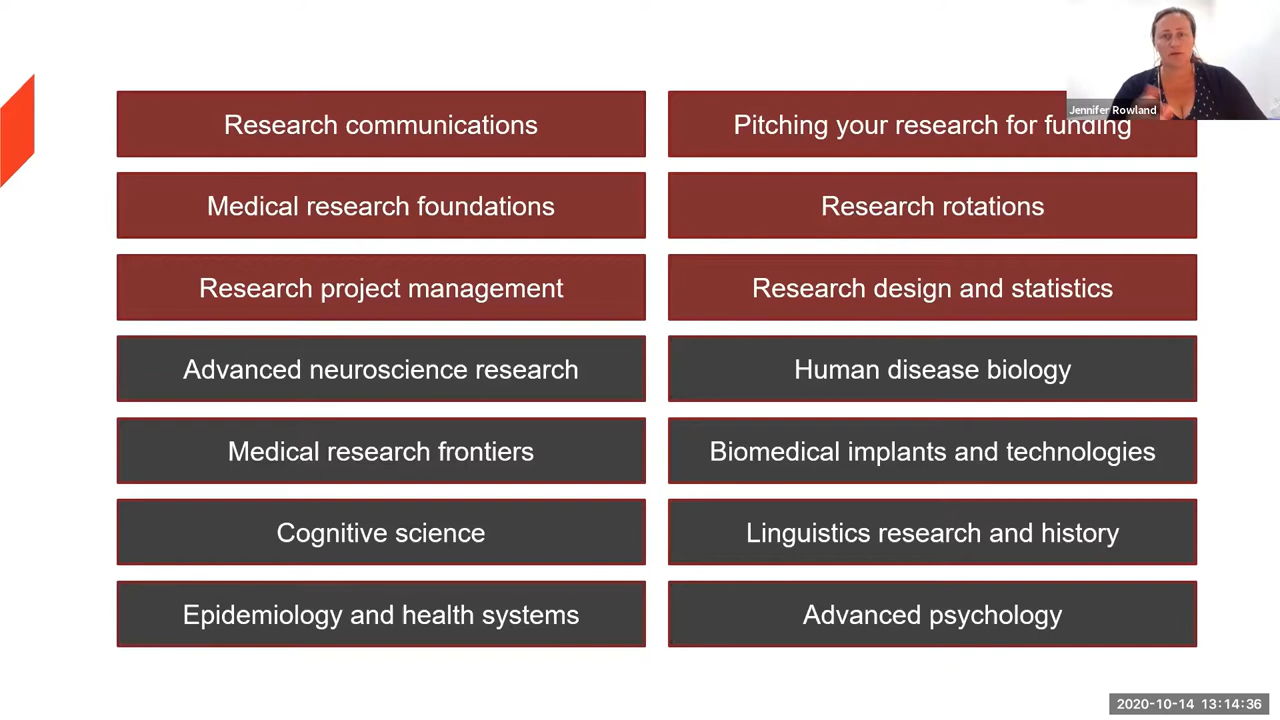 Jennifer Rowland
Research communications
Pitching your research for funding
Medical research foundations
Research rotations
Research project management
Research design and statistics
Advanced neuroscience research
Human disease biology
Medical research frontiers
Biomedical implants and technologies
Cognitive science
Linguistics research and history
Epidemiology and health systems
Advanced psychology
2020-10-14 13:14:36